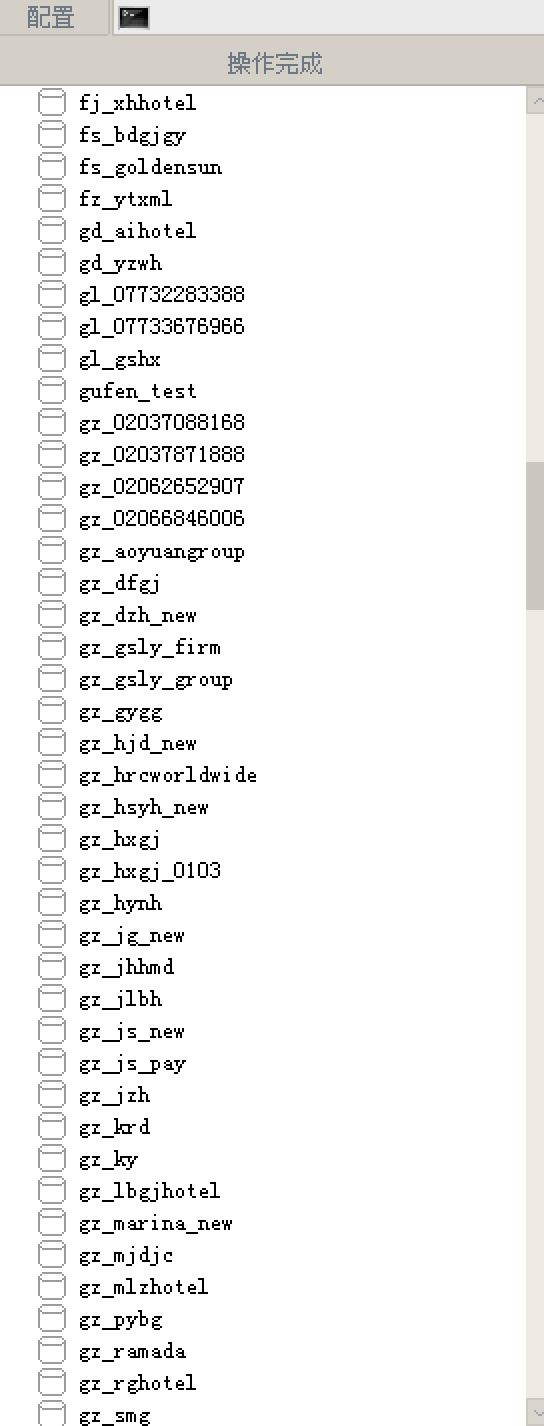 配置
操作完成
fj_xhhotel
fs_bdgjgy
fs_goldensun
fz_ytxml
gd_aihotel
gd_yzwh
gl_07732283388
gl_07733676966
gl_gshx
gufen_test
gz_02037088168
gz_02037871888
gz_02062652907
gz_02066846006
gz_aoyuangroup
gz_dfgj
gz_dzh_new
gz_gsly_firm
gz_gsly_group
gz_gygg
gz_hjd_new
gz_hrcworldwide
gz_hsyh_new
gz_hxgj
gz_hxgj_0103
gz_hynh
gz_jg_new
gz_jhhmd
gz_jlbh
gz_js_new
gz_js_pay
gz_jzh
gz_krd
gz_ky
gz_lbgjhotel
gz_marina_new
gz_mjdjc
gz_mlzhotel
gz_pybg
gz_ramada
gz_rghotel
gz_smg